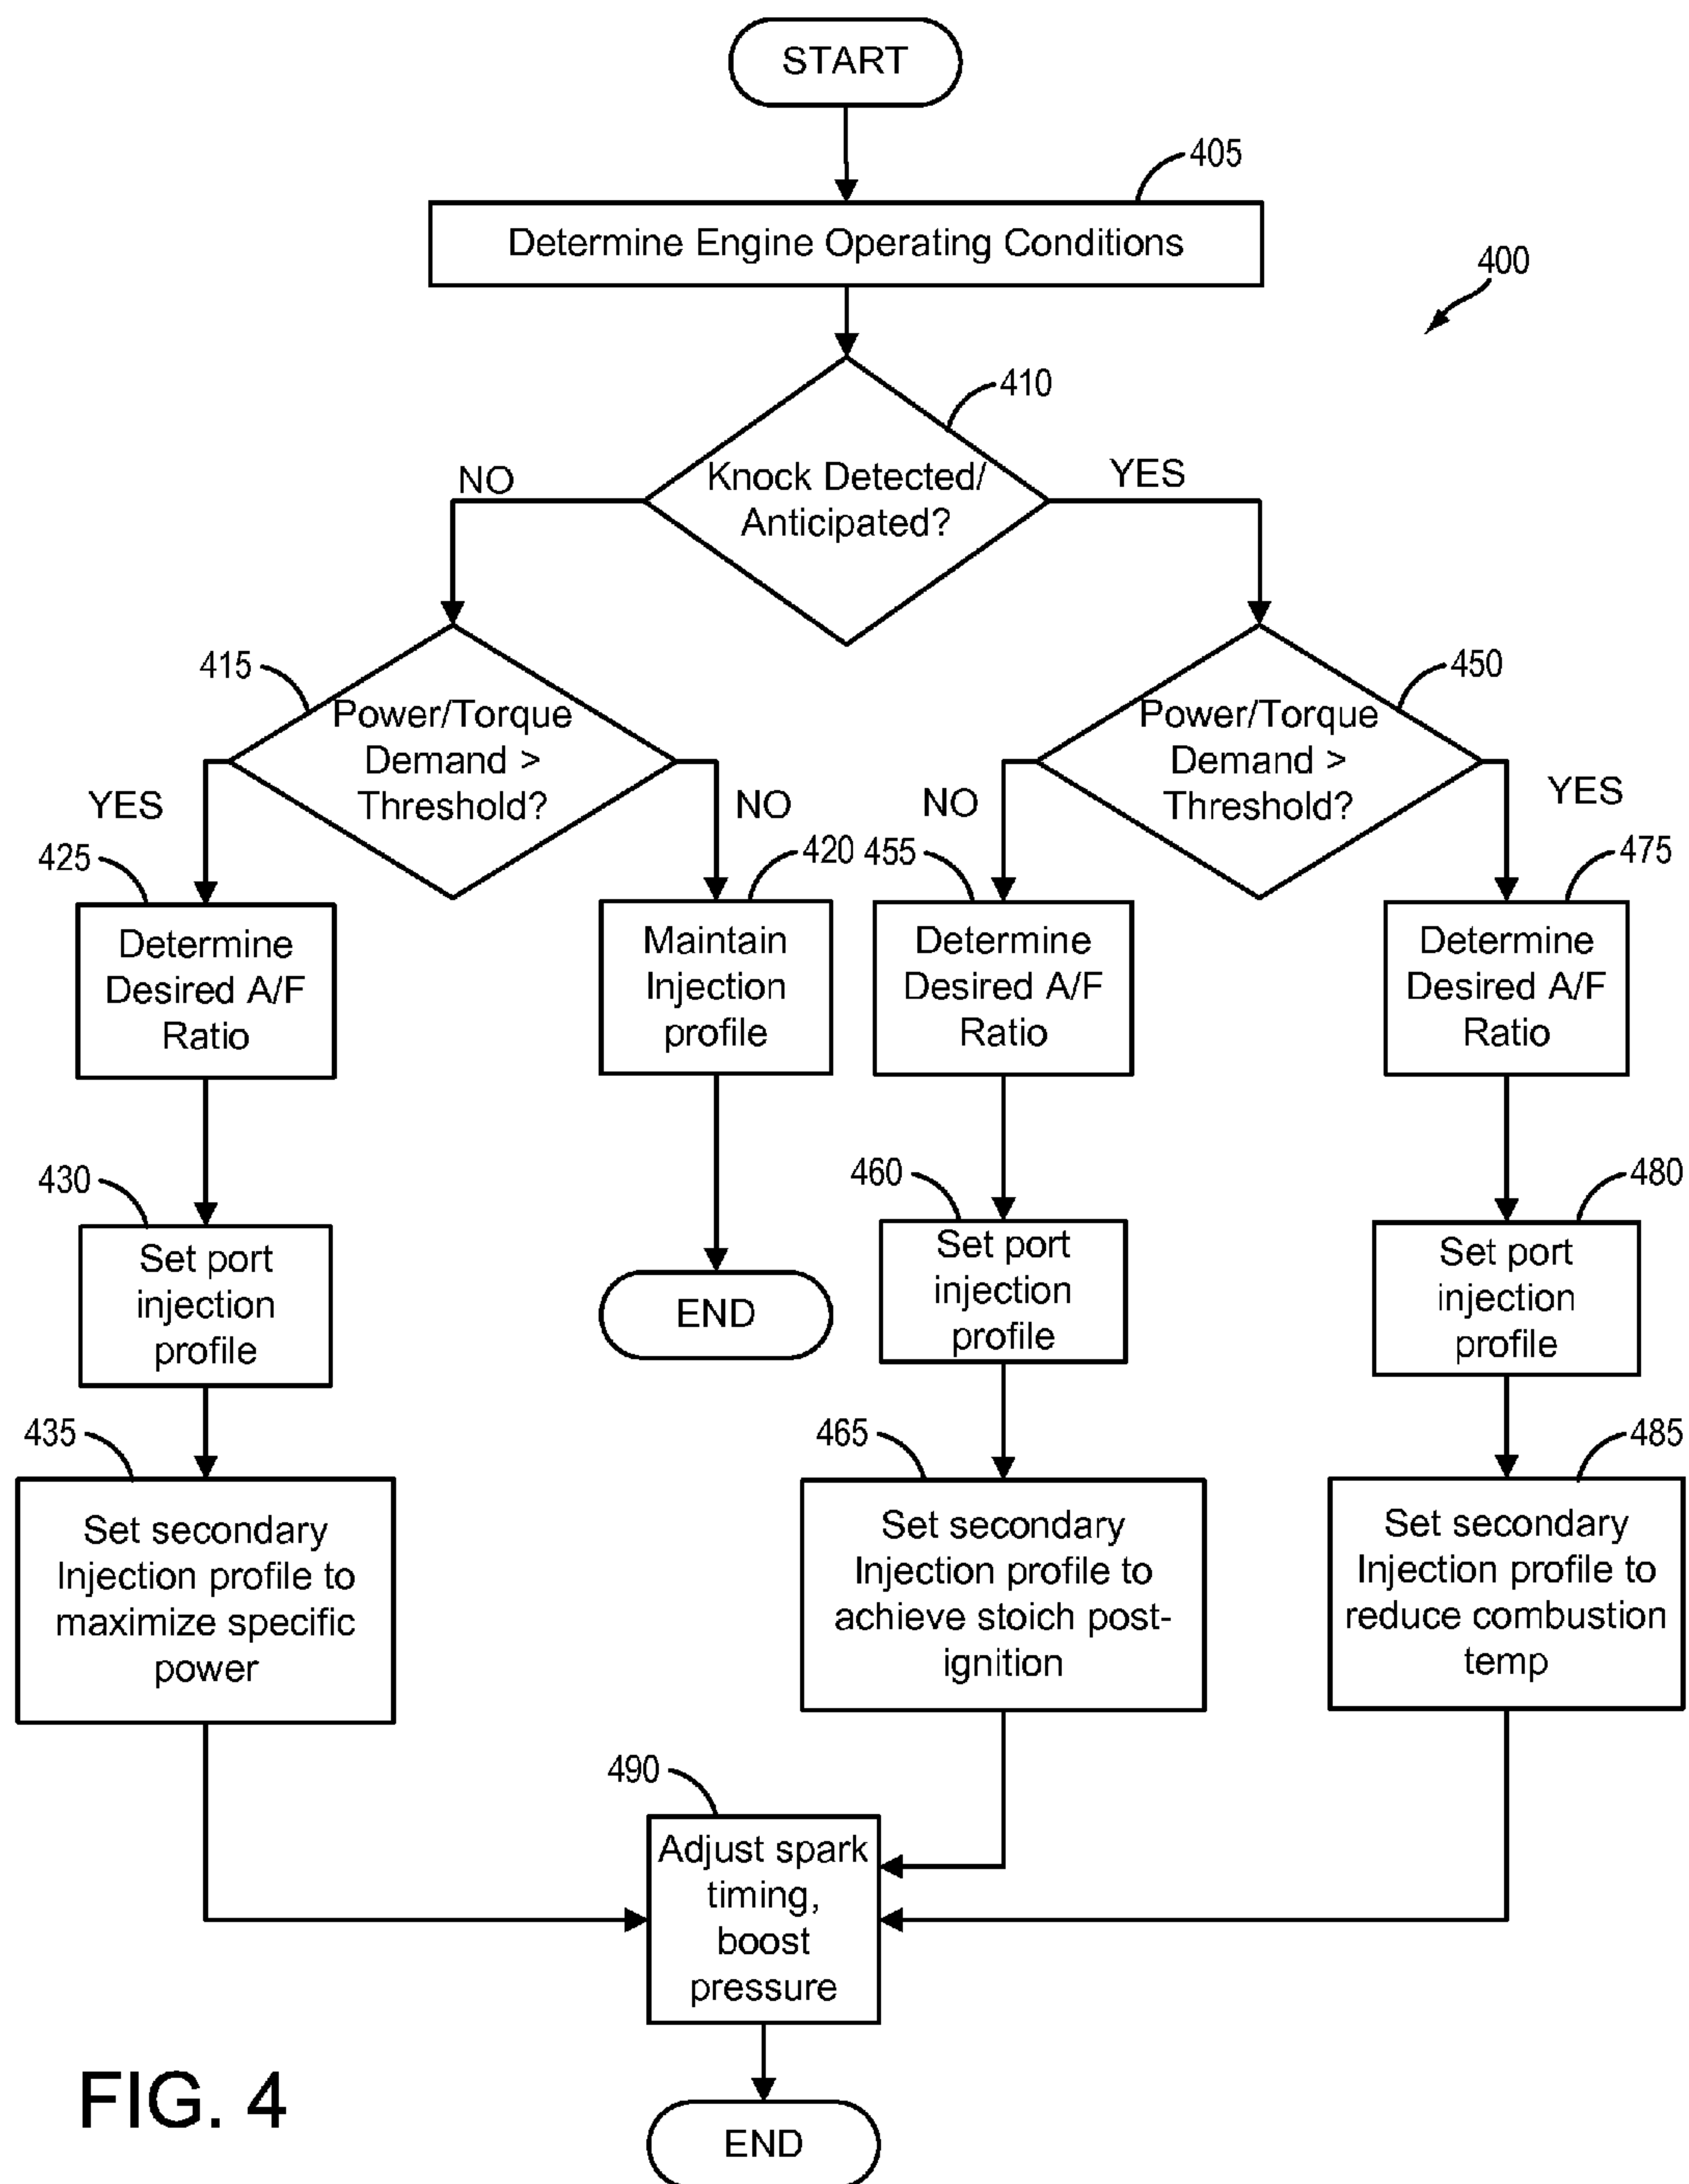 START
405
Determine Engine Operating Conditions
400
410
Knock Detected/
Anticipated?
NO
YES
415
Power/Torque
Demand >
Threshold?
450
Power/Torque
Demand >
Threshold?
YES
NO
NO
YES
425
Determine
Desired A/F
Ratio
420
Maintain
Injection
profile
455
Determine
Desired A/F
Ratio
475
Determine
Desired A/F
Ratio
430
Set port
injection
profile
END
460
Set port
injection
profile
480
Set port
injection
profile
435
Set secondary
Injection profile to
maximize specific
power
465
Set secondary
Injection profile to
achieve stoich post-
ignition
485
Set secondary
Injection profile to
reduce combustion
temp
490
Adjust spark
timing,
boost
pressure
END
FIG. 4